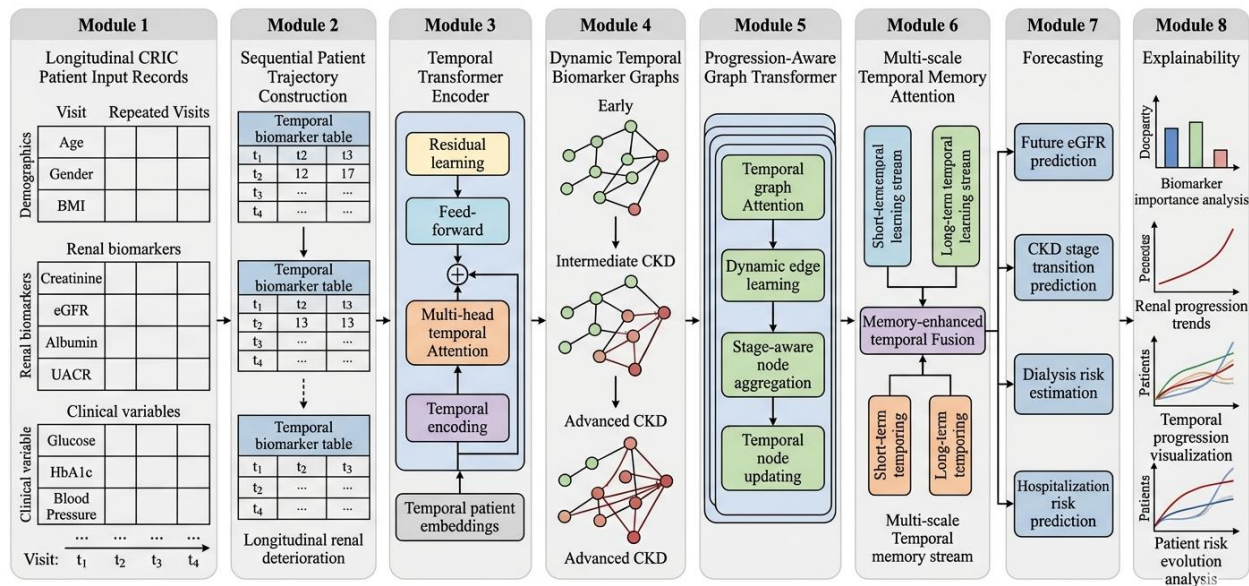 Module 1
Longitudinal CRIC
Patient Input Records
Visit Repeated Visits
Demographics
Age
Gender
BMI
Renal biomarkers
Renal biomarkers
Creatinine
eGFR
Albumin
UACR
Clinical variables
Clinical variable
Glucose
HbA1c
Blood
Pressure
... ... ... ...
Visit: t1 t2 t3 t4
Module 2
Sequential Patient
Trajectory
Construction
Temporal
biomarker table
t1 t2 t3
t2 12 17
t3 ... ...
t4 ... ...
Temporal
biomarker table
t1 t2 t3
t2 13 13
t3 ... ...
t4 ... ...
Temporal
biomarker table
t1 t2 t3
t2 ... ...
t4 ... ...
Longitudinal renal
deterioration
Module 3
Temporal
Transformer
Encoder
Residual
learning
Feed-
forward
+
Multi-head
temporal
Attention
Temporal
encoding
Temporal patient
embeddings
Module 4
Dynamic Temporal
Biomarker Graphs
Early
Intermediate CKD
Advanced CKD
Advanced CKD
Module 5
Progression-Aware
Graph Transformer
Temporal
graph Attention
Dynamic edge
learning
Stage-aware
node
aggregation
Temporal
node
updating
Module 6
Multi-scale
Temporal Memory
Attention
Short-temtemporal
learning stream
Long-term temporal
learning stream
Memory-enhanced
temporal Fusion
Short-term
temporing
Long-term
temporing
Multi-scale
Temporal
memory stream
Module 7
Forecasting
Future eGFR
prediction
CKD stage
transition
prediction
Dialysis risk
estimation
Hospitalization
risk
prediction
Module 8
Explainability
Docparty
Biomarker
importance analysis
Pecedes
Renal progression
trends
Patients
Temporal
progression
visualization
Patients
Patient risk
evolution
analysis